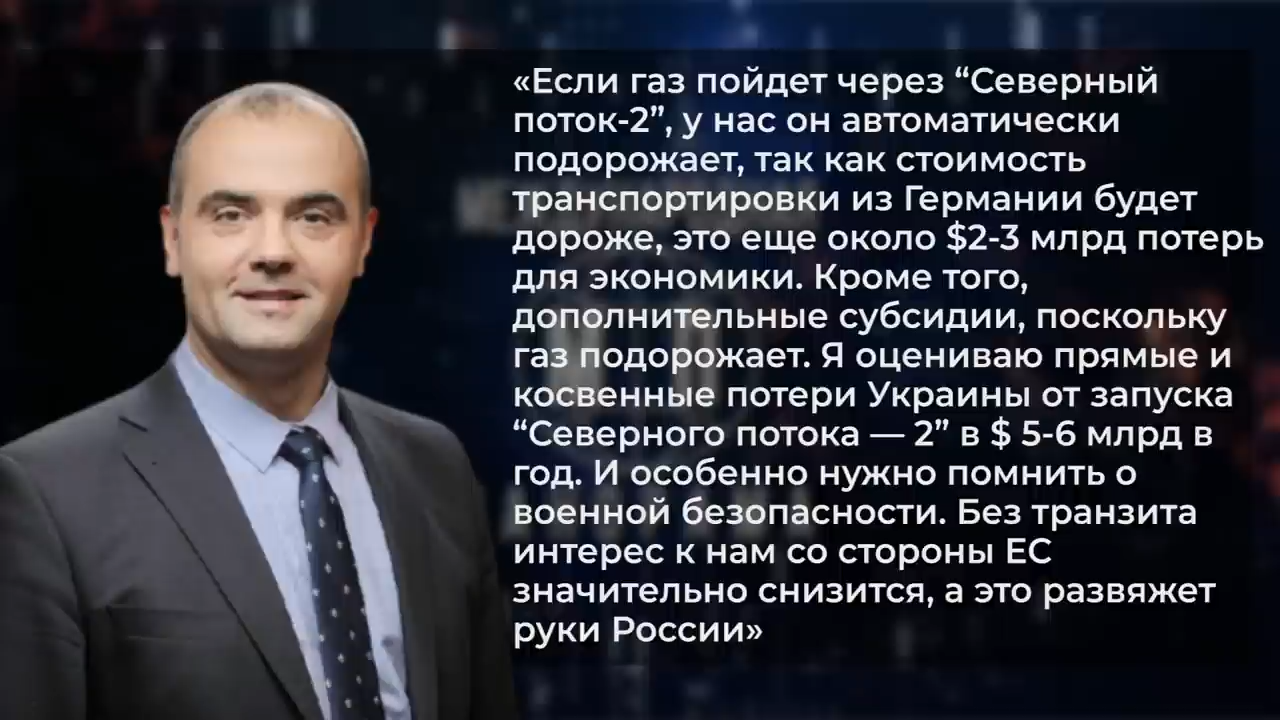 «Если газ пойдет через “Северный
поток-2”, у нас он автоматически
подорожает, так как стоимость
транспортировки из Германии будет
дороже, это еще около $2-3 млрд потерь
для экономики. Кроме того,
дополнительные субсидии, поскольку
газ подорожает. Я оцениваю прямые и
косвенные потери Украины от запуска
“Северного потока — 2” в $ 5-6 млрд в
год. И особенно нужно помнить о
военной безопасности. Без транзита
интерес к нам со стороны ЕС
значительно снизится, а это развяжет
руки России»